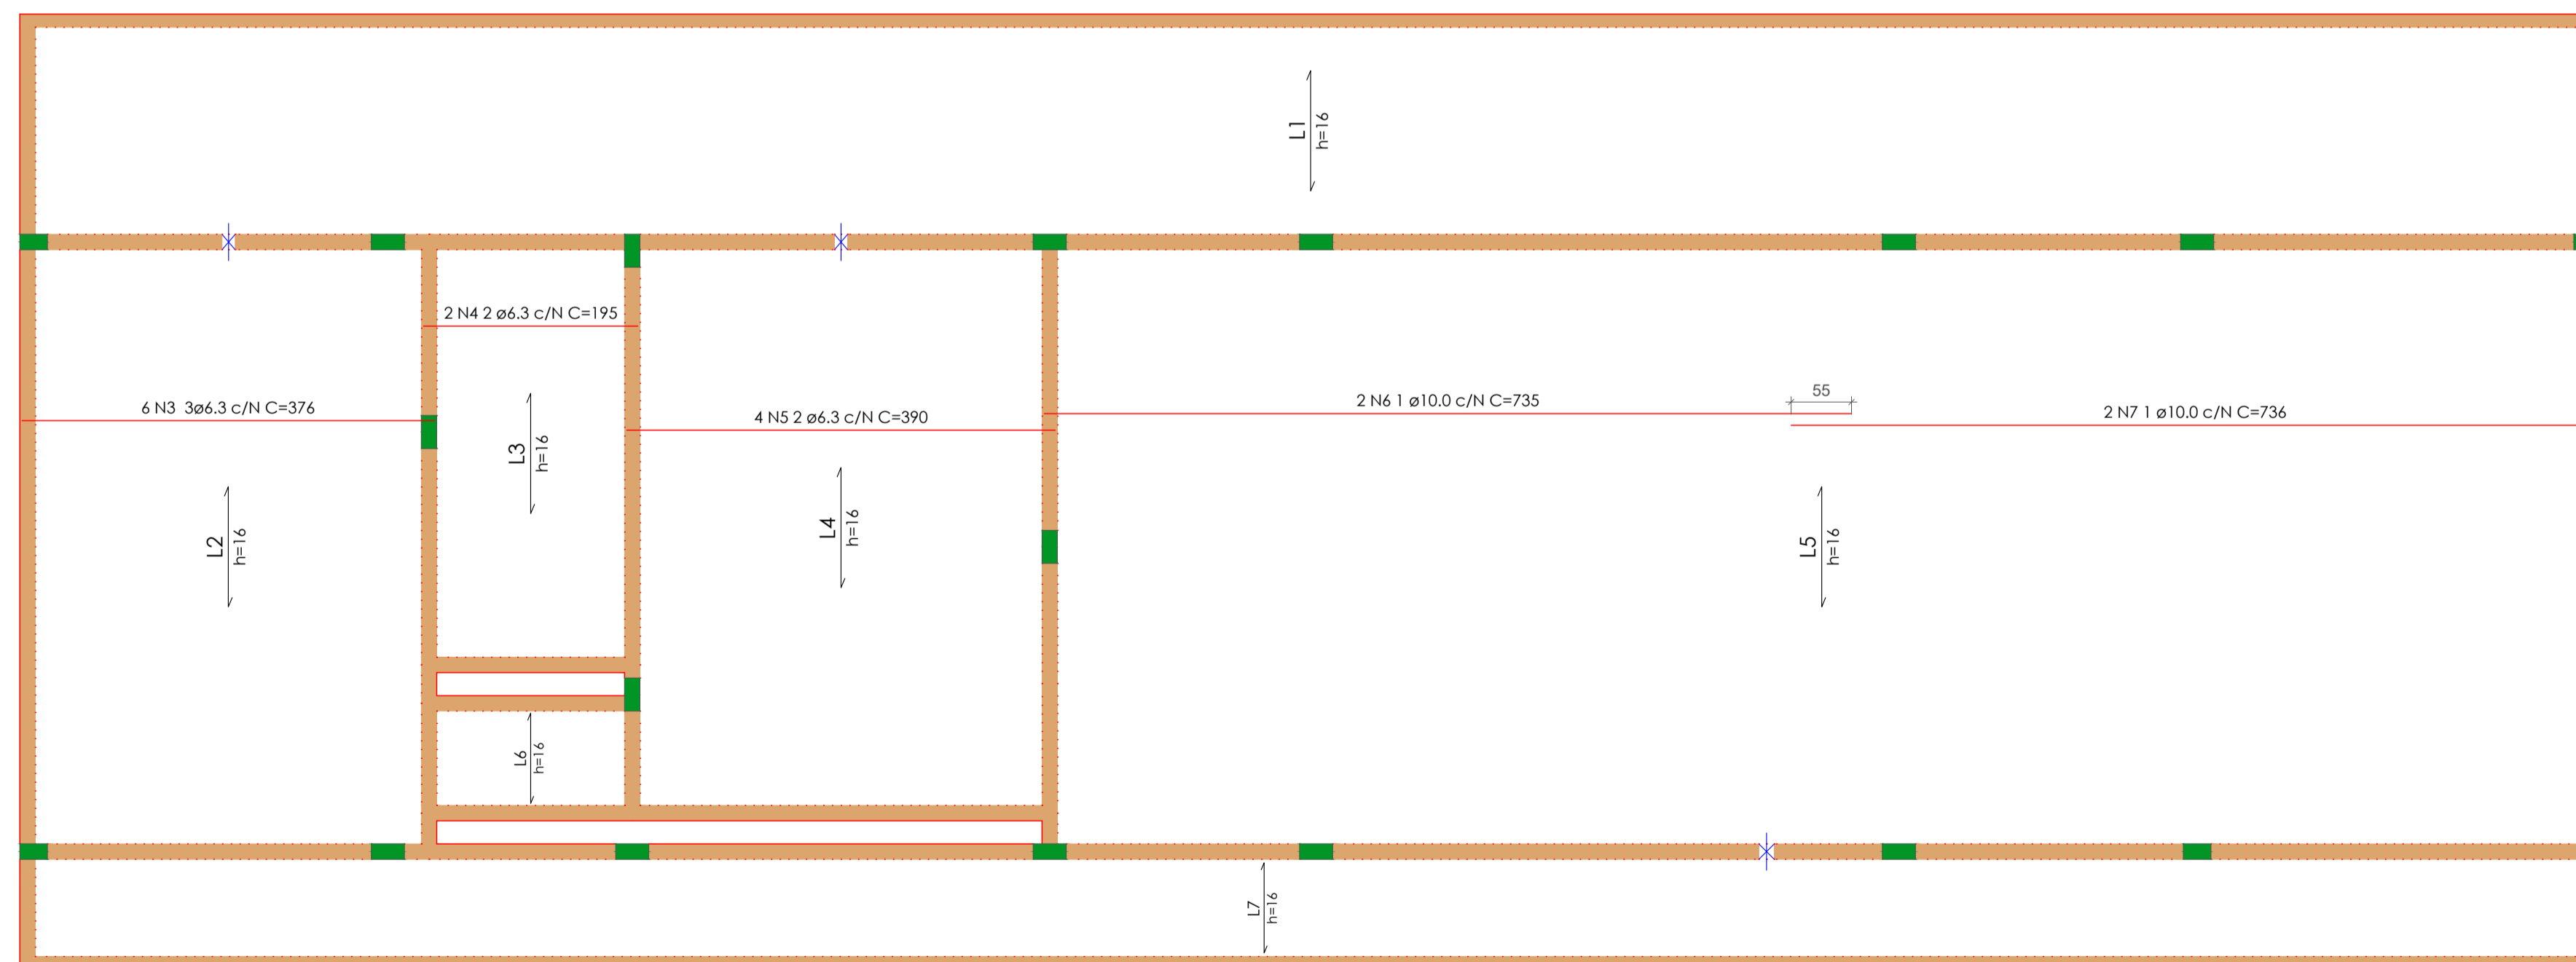 L1
h=16
2 N4 2 ø6.3 c/N C=195
6 N3  3ø6.3 c/N C=376
4 N5 2 ø6.3 c/N C=390
2 N6 1 ø10.0 c/N C=735
55
2 N7 1 ø10.0 c/N C=736
L3
h=16
L2
h=16
L4
h=16
L5
h=16
L6
h=16
L7
h=16